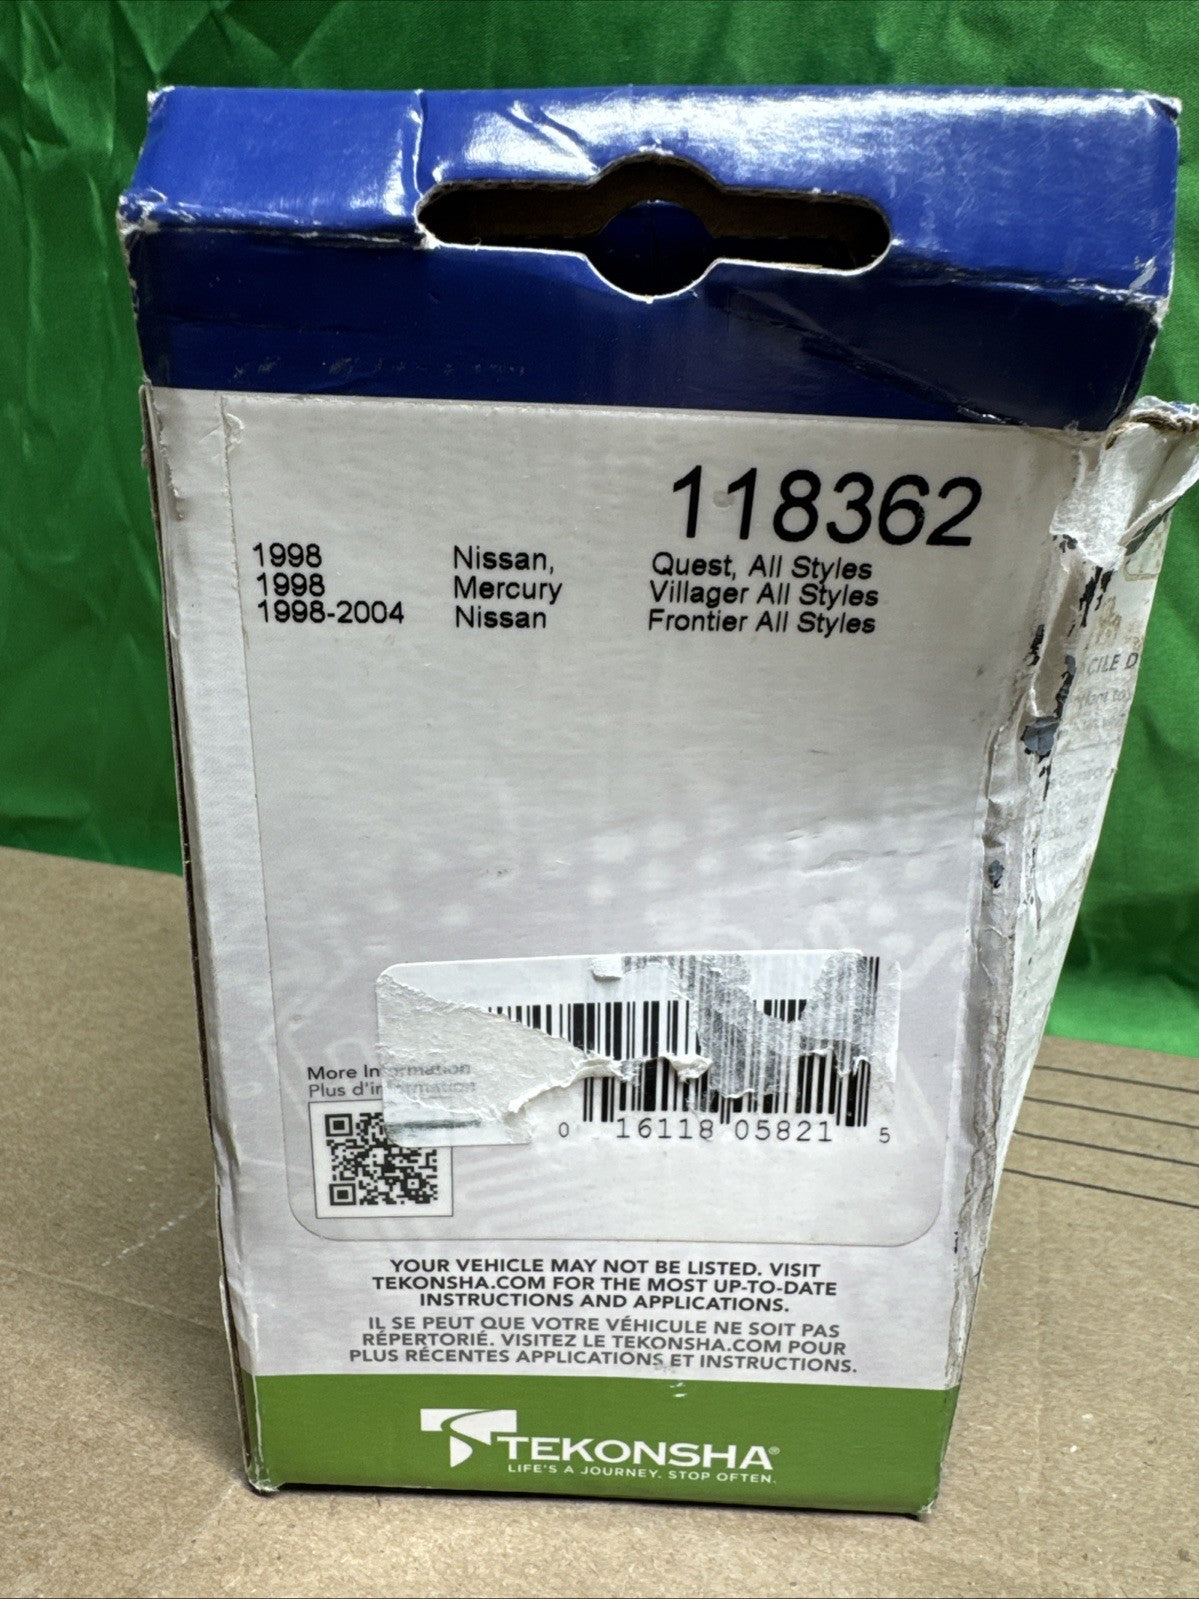 118362
1998 Nissan, Quest, All Styles
1998 Mercury Villager All Styles
1998-2004 Nissan Frontier All Styles
More Information
Plus d'information
0 16118 05821 5
YOUR VEHICLE MAY NOT BE LISTED. VISIT
TEKONSHA.COM FOR THE MOST UP-TO-DATE
INSTRUCTIONS AND APPLICATIONS.
IL SE PEUT QUE VOTRE VÉHICULE NE SOIT PAS
RÉPERTORIÉ. VISITEZ LE TEKONSHA.COM POUR
PLUS RÉCENTES APPLICATIONS ET INSTRUCTIONS.
TEKONSHA®
LIFE'S A JOURNEY. STOP OFTEN.
CILE D